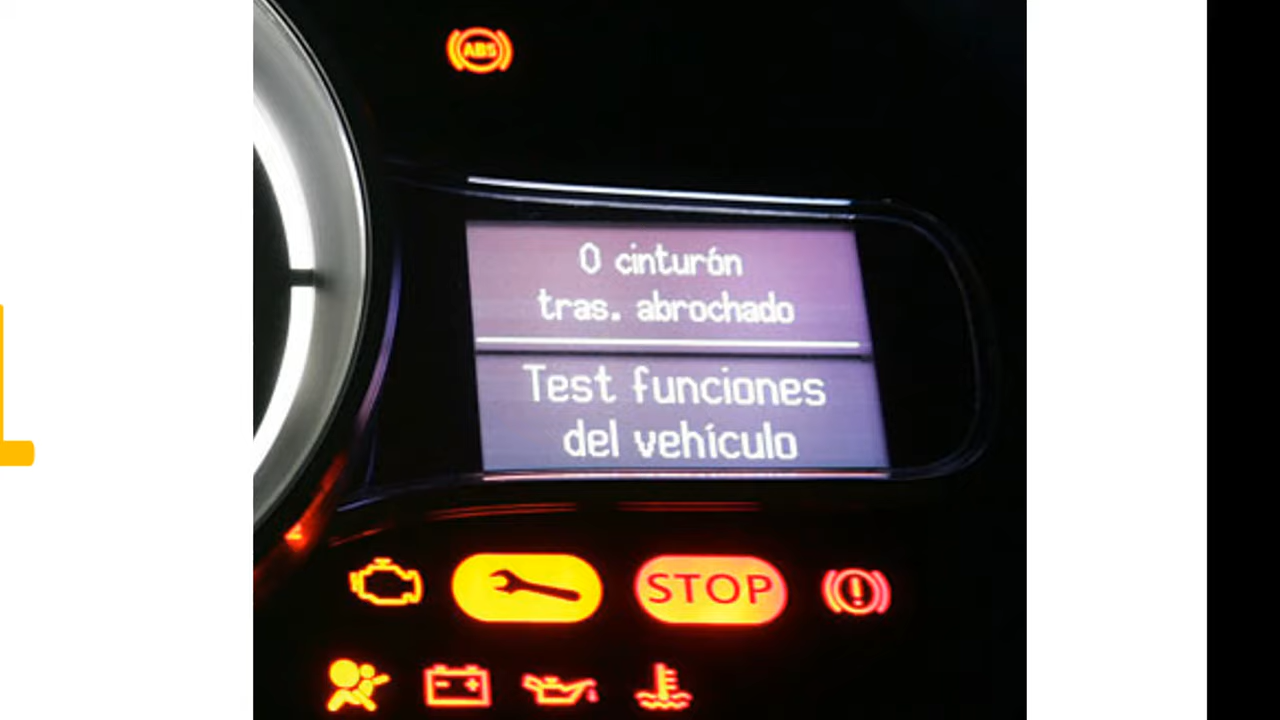 ABS
0 cinturón
tras. abrochado
Test funciones
del vehículo
STOP